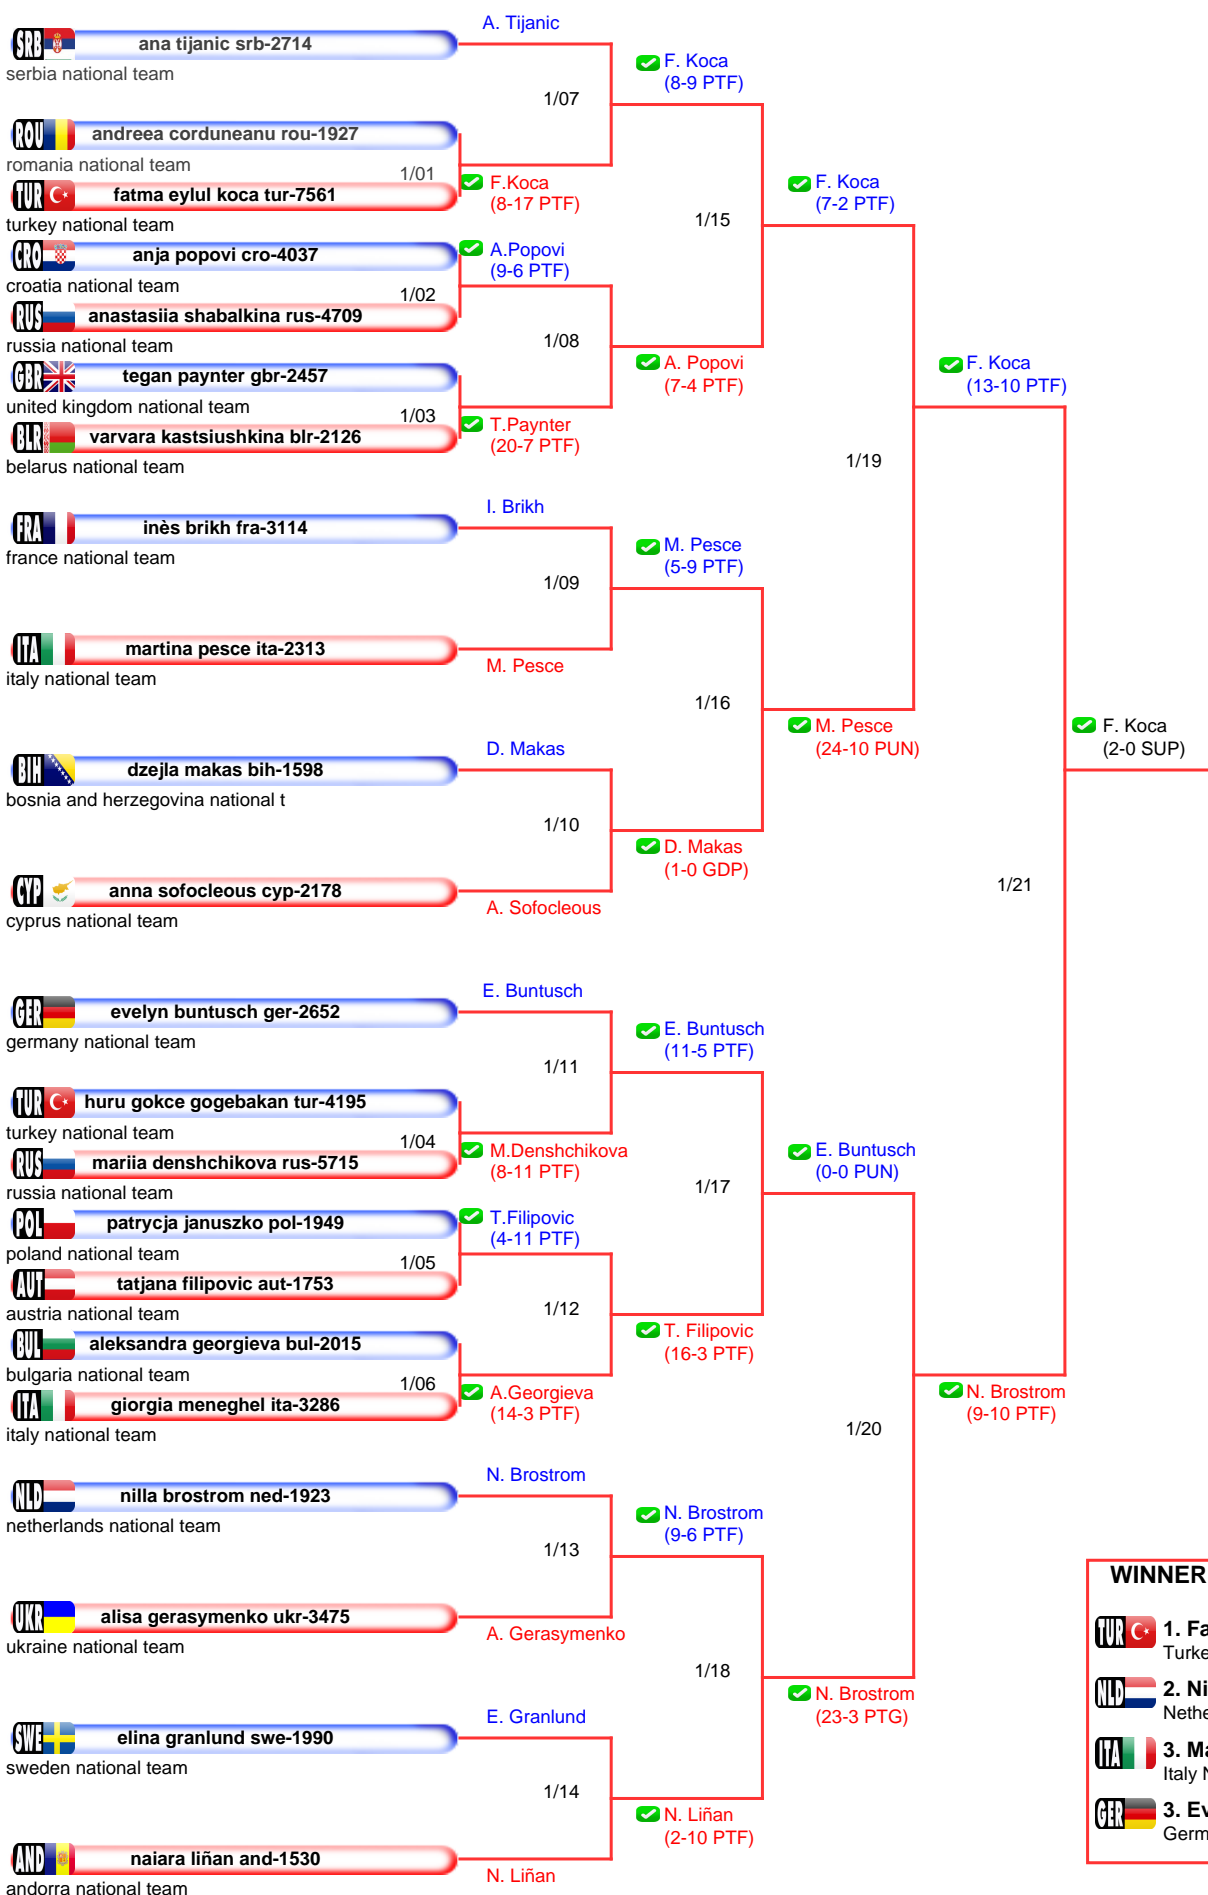 A. Tijanic
SRB ana tijanic srb-2714
serbia national team
F. Koca
(8-9 PTF)
1/07
ROU andreea corduneanu rou-1927
romania national team
1/01
F.Koca
(8-17 PTF)
TUR fatma eylul koca tur-7561
turkey national team
F. Koca
(7-2 PTF)
1/15
CRO anja popovi cro-4037
croatia national team
A.Popovi
(9-6 PTF)
1/02
RUS anastasiia shabalkina rus-4709
russia national team
1/08
GBR tegan paynter gbr-2457
united kingdom national team
A. Popovi
(7-4 PTF)
F. Koca
(13-10 PTF)
1/03
T.Paynter
(20-7 PTF)
BLR varvara kastsiushkina blr-2126
belarus national team
1/19
I. Brikh
FRA inès brikh fra-3114
france national team
M. Pesce
(5-9 PTF)
1/09
ITA martina pesce ita-2313
italy national team
M. Pesce
1/16
M. Pesce
(24-10 PUN)
F. Koca
(2-0 SUP)
D. Makas
BIH dzejla makas bih-1598
bosnia and herzegovina national t
1/10
D. Makas
(1-0 GDP)
CYP anna sofocleous cyp-2178
cyprus national team
A. Sofocleous
1/21
E. Buntusch
GER evelyn buntusch ger-2652
germany national team
E. Buntusch
(11-5 PTF)
1/11
TUR huru gokce gogebakan tur-4195
turkey national team
1/04
M.Denshchikova
(8-11 PTF)
RUS mariia denshchikova rus-5715
russia national team
E. Buntusch
(0-0 PUN)
1/17
POL patrycja januszko pol-1949
poland national team
T.Filipovic
(4-11 PTF)
1/05
AUT tatjana filipovic aut-1753
austria national team
1/12
BUL aleksandra georgieva bul-2015
bulgaria national team
T. Filipovic
(16-3 PTF)
1/06
A.Georgieva
(14-3 PTF)
ITA giorgia meneghel ita-3286
italy national team
N. Brostrom
(9-10 PTF)
1/20
N. Brostrom
NLD nilla brostrom ned-1923
netherlands national team
N. Brostrom
(9-6 PTF)
1/13
UKR alisa gerasymenko ukr-3475
ukraine national team
A. Gerasymenko
1/18
N. Brostrom
(23-3 PTG)
E. Granlund
SWE elina granlund swe-1990
sweden national team
1/14
N. Liñan
(2-10 PTF)
AND naiara liñan and-1530
andorra national team
N. Liñan
WINNER
TUR 1. Fa
Turke
NLD 2. Ni
Nethe
ITA 3. Ma
Italy N
GER 3. Ev
Germ